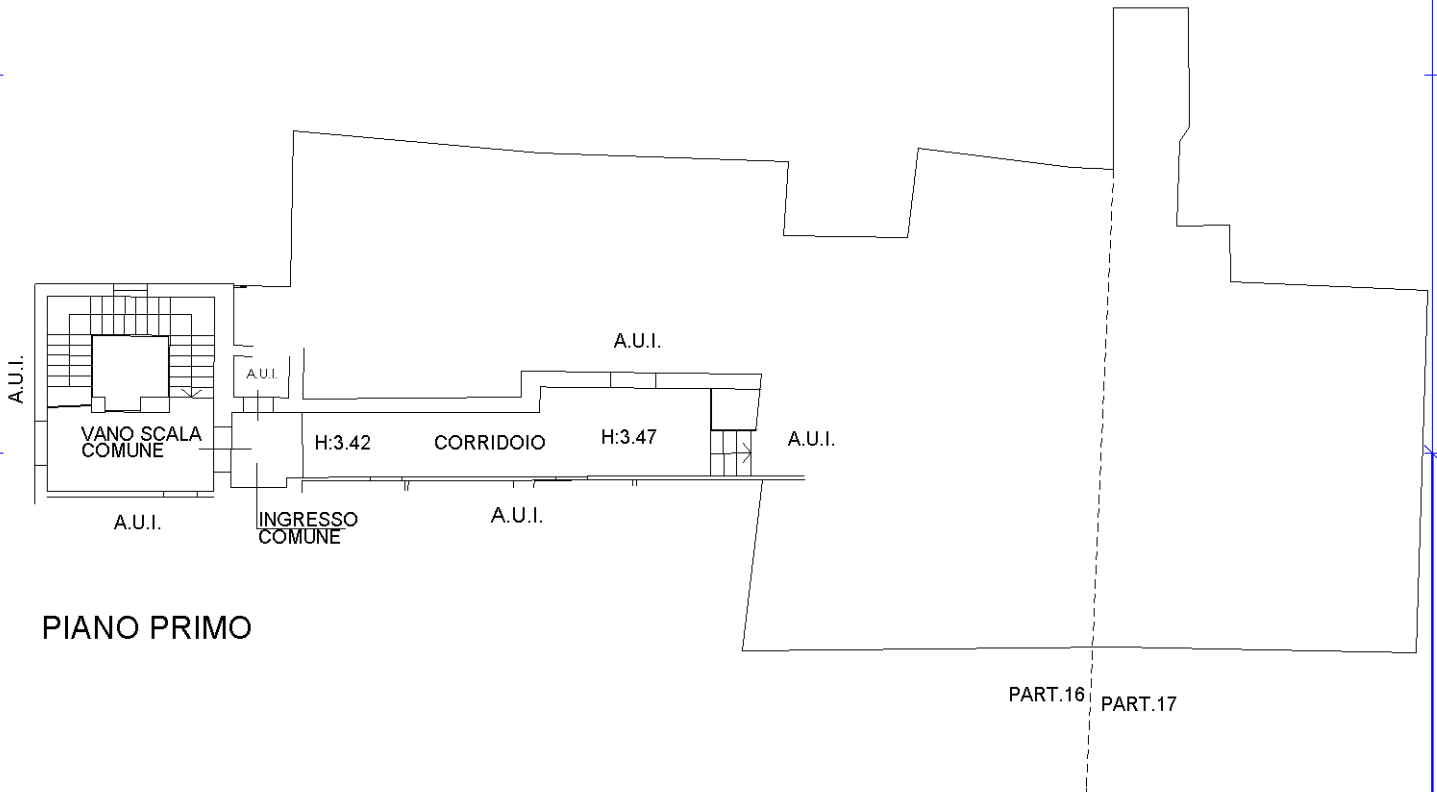 A.U.I.
A.U.I.
A.U.I.
VANO SCALA
COMUNE
H:3.42
CORRIDOIO
H:3.47
A.U.I.
A.U.I.
INGRESSO
COMUNE
A.U.I.
PIANO PRIMO
PART.16
PART.17